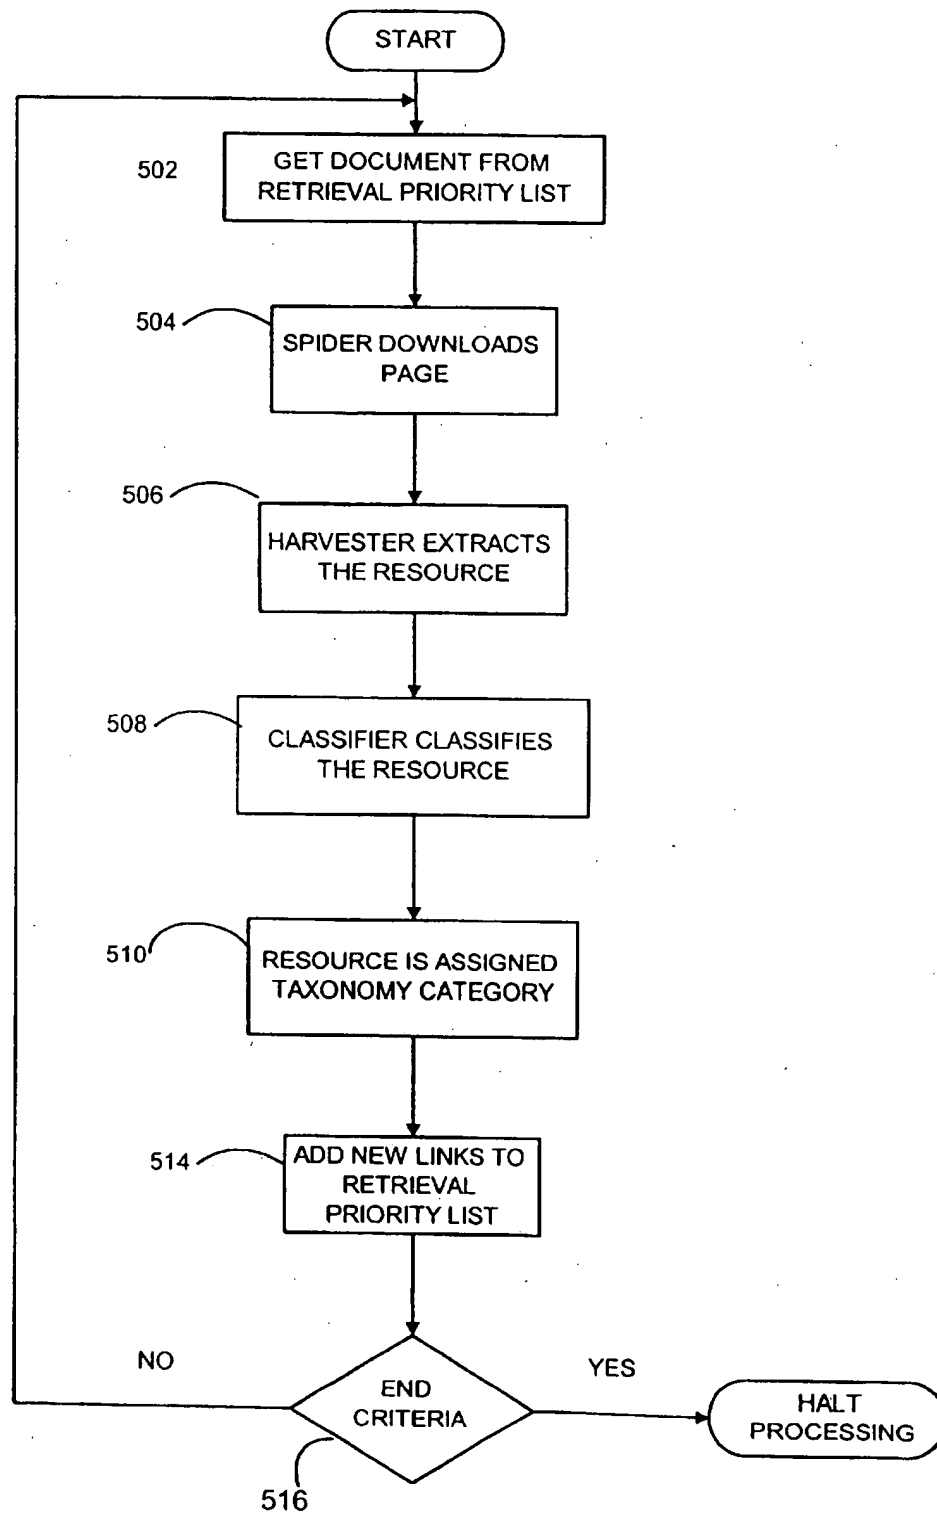 START
502
GET DOCUMENT FROM
RETRIEVAL PRIORITY LIST
504
SPIDER DOWNLOADS
PAGE
506
HARVESTER EXTRACTS
THE RESOURCE
508
CLASSIFIER CLASSIFIES
THE RESOURCE
510
RESOURCE IS ASSIGNED
TAXONOMY CATEGORY
514
ADD NEW LINKS TO
RETRIEVAL
PRIORITY LIST
NO
END
CRITERIA
YES
HALT
PROCESSING
516